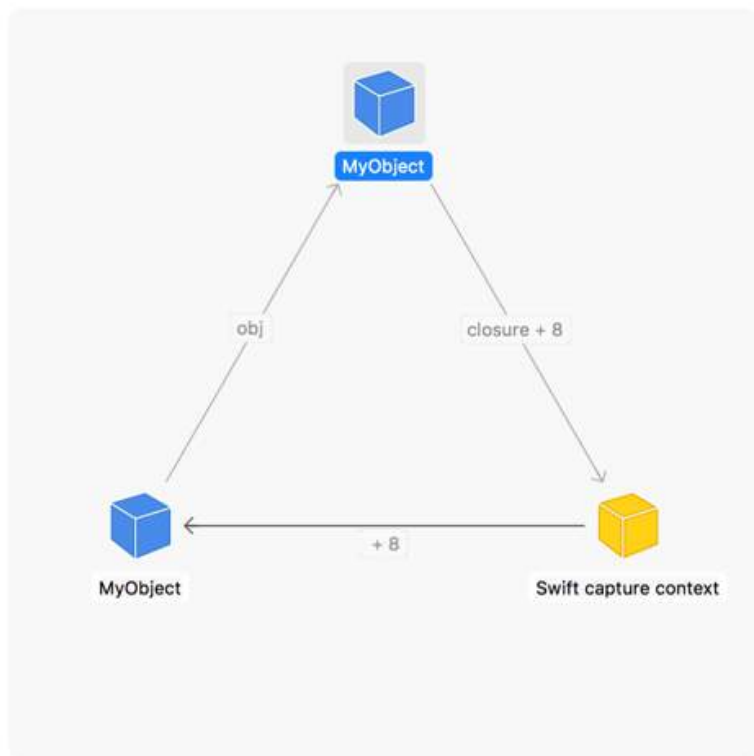 MyObject
obj
closure + 8
+ 8
MyObject
Swift capture context